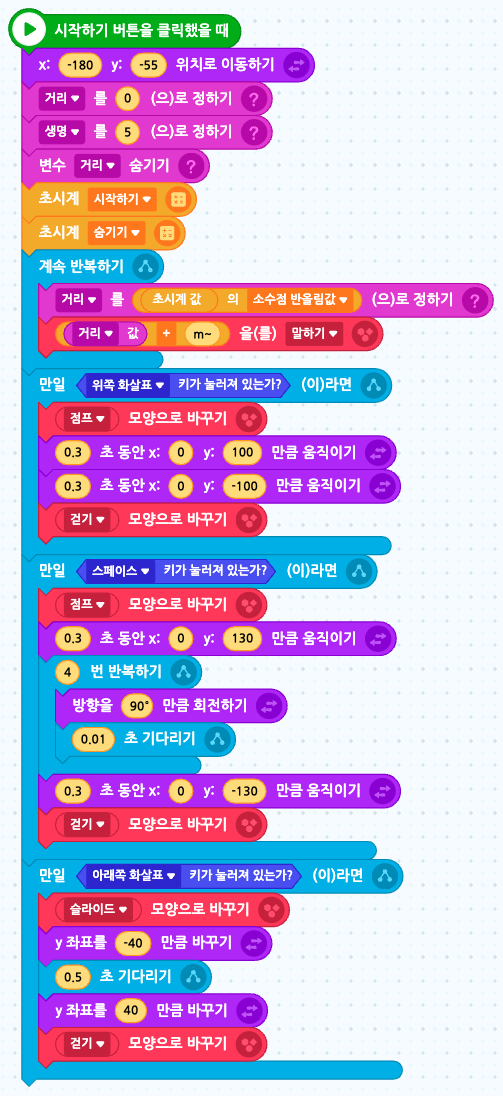 시작하기 버튼을 클릭했을 때
x: -180 y: -55 위치로 이동하기
거리 를 0 (으)로 정하기 ?
생명 를 5 (으)로 정하기 ?
변수 거리 숨기기 ?
초시계 시작하기
초시계 숨기기
계속 반복하기
거리 를 초시계 값 의 소수점 반올림값 (으)로 정하기 ?
거리 값 + m~ 을(를) 말하기
만일 위쪽 화살표 키가 눌러져 있는가? (이)라면
점프 모양으로 바꾸기
0.3 초 동안 x: 0 y: 100 만큼 움직이기
0.3 초 동안 x: 0 y: -100 만큼 움직이기
걷기 모양으로 바꾸기
만일 스페이스 키가 눌러져 있는가? (이)라면
점프 모양으로 바꾸기
0.3 초 동안 x: 0 y: 130 만큼 움직이기
4 번 반복하기
방향을 90° 만큼 회전하기
0.01 초 기다리기
0.3 초 동안 x: 0 y: -130 만큼 움직이기
걷기 모양으로 바꾸기
만일 아래쪽 화살표 키가 눌러져 있는가? (이)라면
슬라이드 모양으로 바꾸기
y 좌표를 -40 만큼 바꾸기
0.5 초 기다리기
y 좌표를 40 만큼 바꾸기
걷기 모양으로 바꾸기